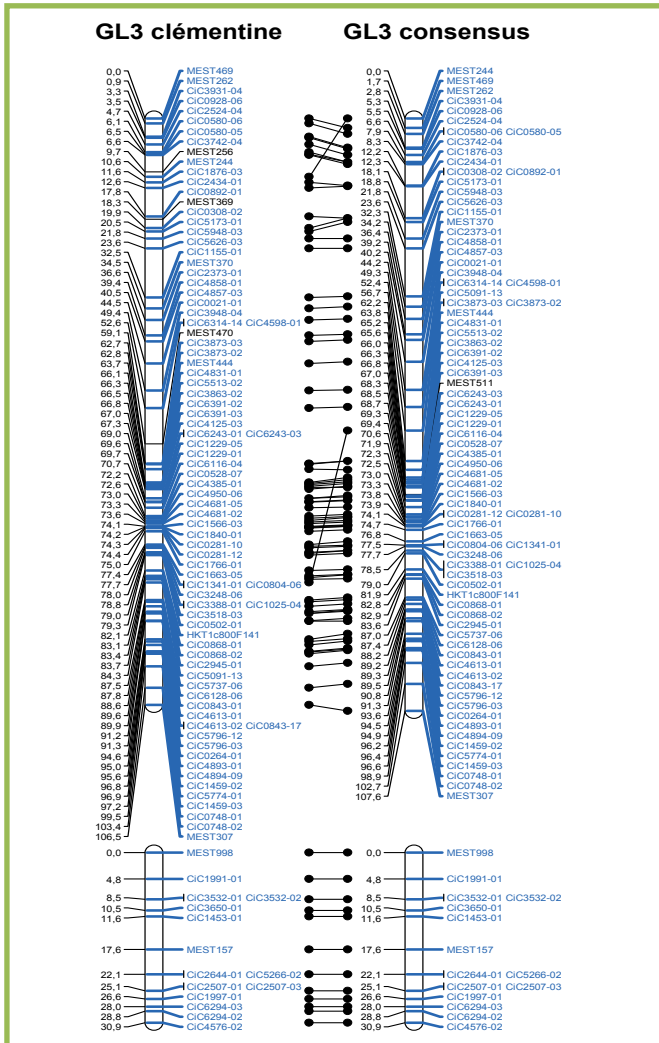 GL3 clémentine
0,0 MEST469
0,9 MEST262
3,3 CiC3931-04
3,5 CiC0928-06
4,7 CiC2524-04
6,1 CiC0580-06
6,5 CiC0580-05
6,6 CiC3742-04
9,7 MEST256
10,6 MEST244
11,6 CiC1876-03
12,6 CiC2434-01
17,8 CiC0892-01
18,3 MEST369
19,9 CiC0308-02
20,5 CiC5173-01
21,8 CiC5948-03
23,6 CiC5626-03
32,5 CiC1155-01
34,5 MEST370
36,6 CiC2373-01
39,4 CiC4858-01
40,5 CiC4857-03
44,5 CiC0021-01
49,4 CiC3948-04
52,6 CiC6314-14 CiC4598-01
59,1 MEST470
62,7 CiC3873-03
62,8 CiC3873-02
63,7 MEST444
66,1 CiC4831-01
66,3 CiC5513-02
66,5 CiC3863-02
66,8 CiC6391-02
67,0 CiC6391-03
67,3 CiC4125-03
69,0 CiC6243-01 CiC6243-03
69,6 CiC1229-05
69,7 CiC1229-01
70,7 CiC6116-04
72,2 CiC0528-07
72,6 CiC4385-01
73,0 CiC4950-06
73,3 CiC4681-05
73,6 CiC4681-02
74,1 CiC1566-03
74,2 CiC1840-01
74,3 CiC0281-10
74,4 CiC0281-12
75,0 CiC1766-01
77,4 CiC1663-05
77,7 CiC1341-01 CiC0804-06
78,0 CiC3248-06
78,8 CiC3388-01 CiC1025-04
79,0 CiC3518-03
79,3 CiC0502-01
82,1 HKT1c800F141
83,1 CiC0868-01
83,4 CiC0868-02
83,7 CiC2945-01
84,3 CiC5091-13
87,5 CiC5737-06
87,8 CiC6128-06
88,6 CiC0843-01
89,6 CiC4613-01
89,9 CiC4613-02 CiC0843-17
91,2 CiC5796-12
91,3 CiC5796-03
94,6 CiC0264-01
95,0 CiC4893-01
95,6 CiC4894-09
96,8 CiC1459-02
96,9 CiC5774-01
97,2 CiC1459-03
99,5 CiC0748-01
103,4 CiC0748-02
106,5 MEST307
0,0 MEST998
4,8 CiC1991-01
8,5 CiC3532-01 CiC3532-02
10,5 CiC3650-01
11,6 CiC1453-01
17,6 MEST157
22,1 CiC2644-01 CiC5266-02
25,1 CiC2507-01 CiC2507-03
26,6 CiC1997-01
28,0 CiC6294-03
28,8 CiC6294-02
30,9 CiC4576-02
GL3 consensus
0,0 MEST244
1,7 MEST469
2,8 MEST262
5,3 CiC3931-04
5,5 CiC0928-06
6,6 CiC2524-04
7,9 CiC0580-06 CiC0580-05
8,3 CiC3742-04
12,2 CiC1876-03
12,3 CiC2434-01
18,1 CiC0308-02 CiC0892-01
18,8 CiC5173-01
21,8 CiC5948-03
23,6 CiC5626-03
32,3 CiC1155-01
34,2 MEST370
36,4 CiC2373-01
39,2 CiC4858-01
40,2 CiC4857-03
44,2 CiC0021-01
49,3 CiC3948-04
52,4 CiC6314-14 CiC4598-01
56,7 CiC5091-13
62,2 CiC3873-03 CiC3873-02
63,8 MEST444
65,2 CiC4831-01
65,6 CiC5513-02
66,0 CiC3863-02
66,3 CiC6391-02
66,8 CiC4125-03
67,0 CiC6391-03
68,3 MEST511
68,5 CiC6243-03
68,7 CiC6243-01
69,3 CiC1229-05
69,4 CiC1229-01
70,6 CiC6116-04
71,9 CiC0528-07
72,3 CiC4385-01
72,5 CiC4950-06
73,0 CiC4681-05
73,3 CiC4681-02
73,8 CiC1566-03
73,9 CiC1840-01
74,1 CiC0281-12 CiC0281-10
74,7 CiC1766-01
76,8 CiC1663-05
77,5 CiC0804-06 CiC1341-01
77,7 CiC3248-06
78,5 CiC3388-01 CiC1025-04
CiC3518-03
79,0 CiC0502-01
81,9 HKT1c800F141
82,8 CiC0868-01
82,9 CiC0868-02
83,6 CiC2945-01
87,0 CiC5737-06
87,4 CiC6128-06
88,2 CiC0843-01
89,2 CiC4613-01
89,3 CiC4613-02
89,5 CiC0843-17
90,8 CiC5796-12
91,3 CiC5796-03
93,6 CiC0264-01
94,5 CiC4893-01
94,9 CiC4894-09
96,2 CiC1459-02
96,4 CiC5774-01
96,6 CiC1459-03
98,9 CiC0748-01
102,7 CiC0748-02
107,6 MEST307
0,0 MEST998
4,8 CiC1991-01
8,5 CiC3532-01 CiC3532-02
10,5 CiC3650-01
11,6 CiC1453-01
17,6 MEST157
22,1 CiC2644-01 CiC5266-02
25,1 CiC2507-01 CiC2507-03
26,6 CiC1997-01
28,0 CiC6294-03
28,8 CiC6294-02
30,9 CiC4576-02